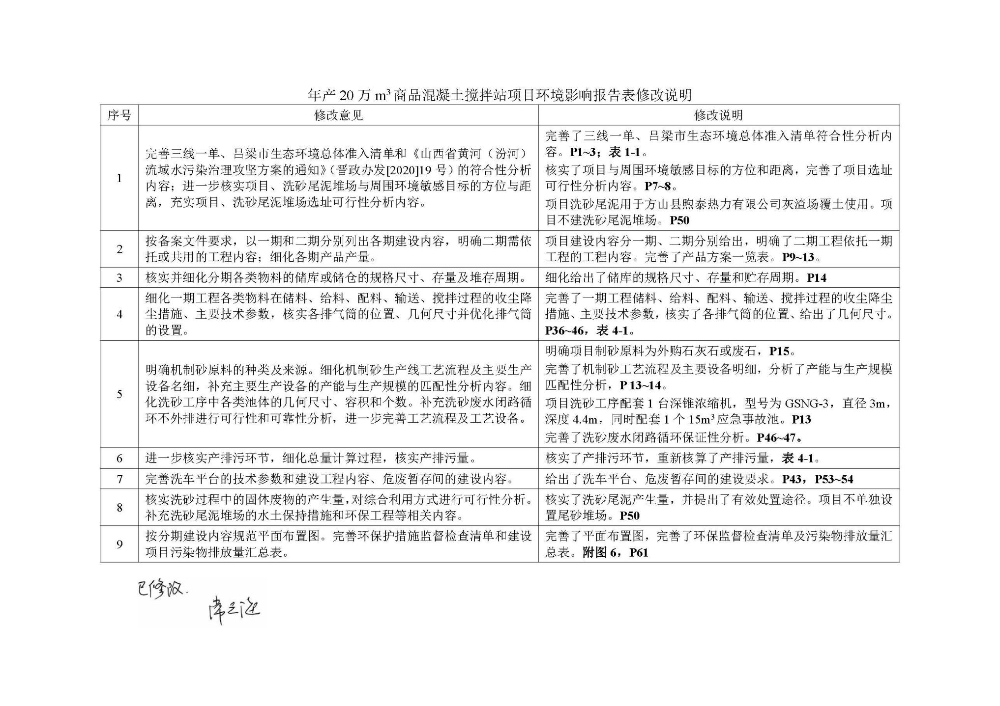 年产 20 万 m³ 商品混凝土搅拌站项目环境影响报告表修改说明
序号
修改意见
修改说明
1
完善三线一单、吕梁市生态环境总体准入清单和《山西省黄河（汾河）
流域水污染治理攻坚方案的通知》（晋政办发[2020]19 号）的符合性分析
内容；进一步核实项目、洗砂尾泥堆场与周围环境敏感目标的方位与距
离，充实项目、洗砂尾泥堆场选址可行性分析内容。
完善了三线一单、吕梁市生态环境总体准入清单符合性分析内
容。P1~3；表 1-1。
核实了项目与周围环境敏感目标的方位和距离，完善了项目选址
可行性分析内容。P7~8。
项目洗砂尾泥用于方山县煦泰热力有限公司灰渣场覆土使用。项
目不建洗砂尾泥堆场。P50
2
按备案文件要求，以一期和二期分别列出各期建设内容，明确二期需依
托或共用的工程内容；细化各期产品产量。
项目建设内容分一期、二期分别给出，明确了二期工程依托一期
工程的工程内容。完善了产品方案一览表。P9~13。
3
核实并细化分期各类物料的储库或储仓的规格尺寸、存量及堆存周期。
细化给出了储库的规格尺寸、存量和贮存周期。P14
4
细化一期工程各类物料在储料、给料、配料、输送、搅拌过程的收尘降
尘措施、主要技术参数，核实各排气筒的位置、几何尺寸并优化排气筒
的设置。
完善了一期工程储料、给料、配料、输送、搅拌过程的收尘降尘
措施、主要技术参数，核实了各排气筒的位置、给出了几何尺寸。
P36~46，表 4-1。
5
明确机制砂原料的种类及来源。细化机制砂生产线工艺流程及主要生产
设备名细，补充主要生产设备的产能与生产规模的匹配性分析内容。细
化洗砂工序中各类池体的几何尺寸、容积和个数。补充洗砂废水闭路循
环不外排进行可行性和可靠性分析，进一步完善工艺流程及工艺设备。
明确项目制砂原料为外购石灰石或废石，P15。
完善了机制砂工艺流程及主要设备明细，分析了产能与生产规模
匹配性分析，P 13~14。
项目洗砂工序配套 1 台深锥浓缩机，型号为 GSNG-3，直径 3m，
深度 4.4m，同时配套 1 个 15m³ 应急事故池。P13
完善了洗砂废水闭路循环保证性分析。P46~47。
6
进一步核实产排污环节，细化总量计算过程，核实产排污量。
核实了产排污环节，重新核算了产排污量，表 4-1。
7
完善洗车平台的技术参数和建设工程内容、危废暂存间的建设内容。
给出了洗车平台、危废暂存间的建设要求。P43，P53~54
8
核实洗砂过程中的固体废物的产生量，对综合利用方式进行可行性分析。
补充洗砂尾泥堆场的水土保持措施和环保工程等相关内容。
核实了洗砂尾泥产生量，并提出了有效处置途径。项目不单独设
置尾砂堆场。P50
9
按分期建设内容规范平面布置图。完善环保护措施监督检查清单和建设
项目污染物排放量汇总表。
完善了平面布置图，完善了环保监督检查清单及污染物排放量汇
总表。附图 6，P61
已修改.